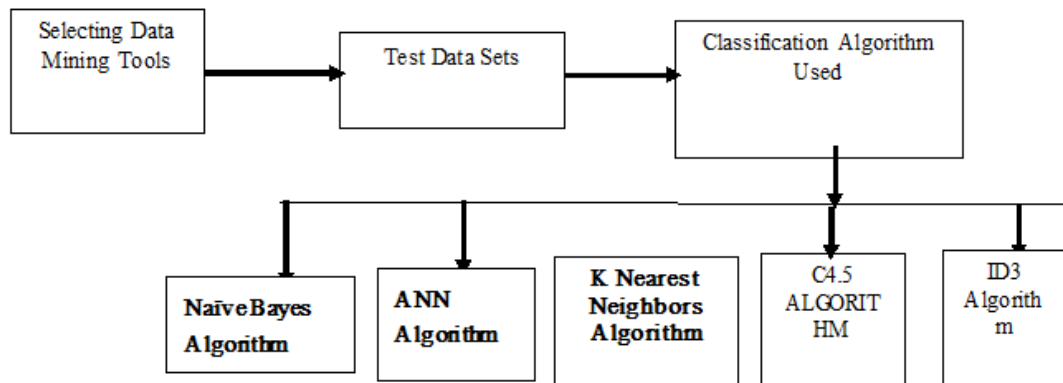 Selecting Data
Mining Tools
Test Data Sets
Classification Algorithm
Used
Naïve Bayes
Algorithm
ANN
Algorithm
K Nearest
Neighbors
Algorithm
C4.5
ALGORIT
HM
ID3
Algorith
m